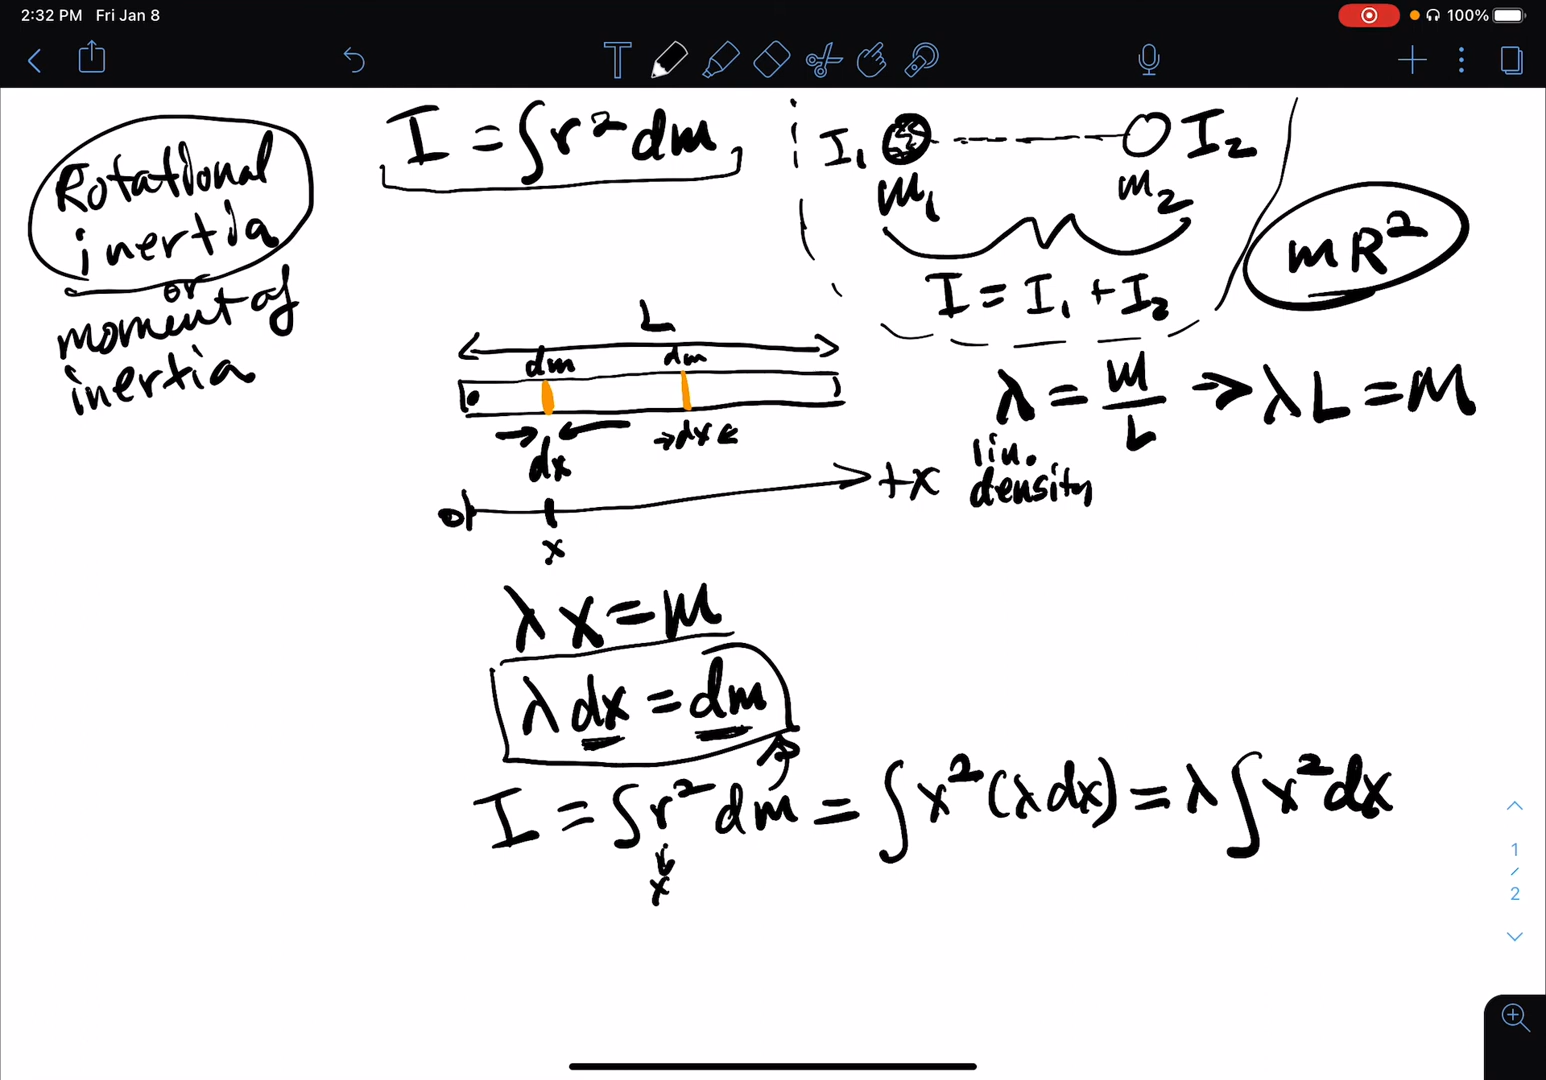 2:32 PM Fri Jan 8
100%
T
Rotational
inertia
or
moment of
inertia
I = ∫r² dm
I₁ I₂
m₁ m₂
I = I₁ + I₂
mR²
L
dm dm
dx →dx←
0 x +x
λ = m/L → λL = M
lin.
density
λx = m
λ dx = dm
I = ∫r² dm = ∫x² (λdx) = λ∫x² dx
x
1
/
2